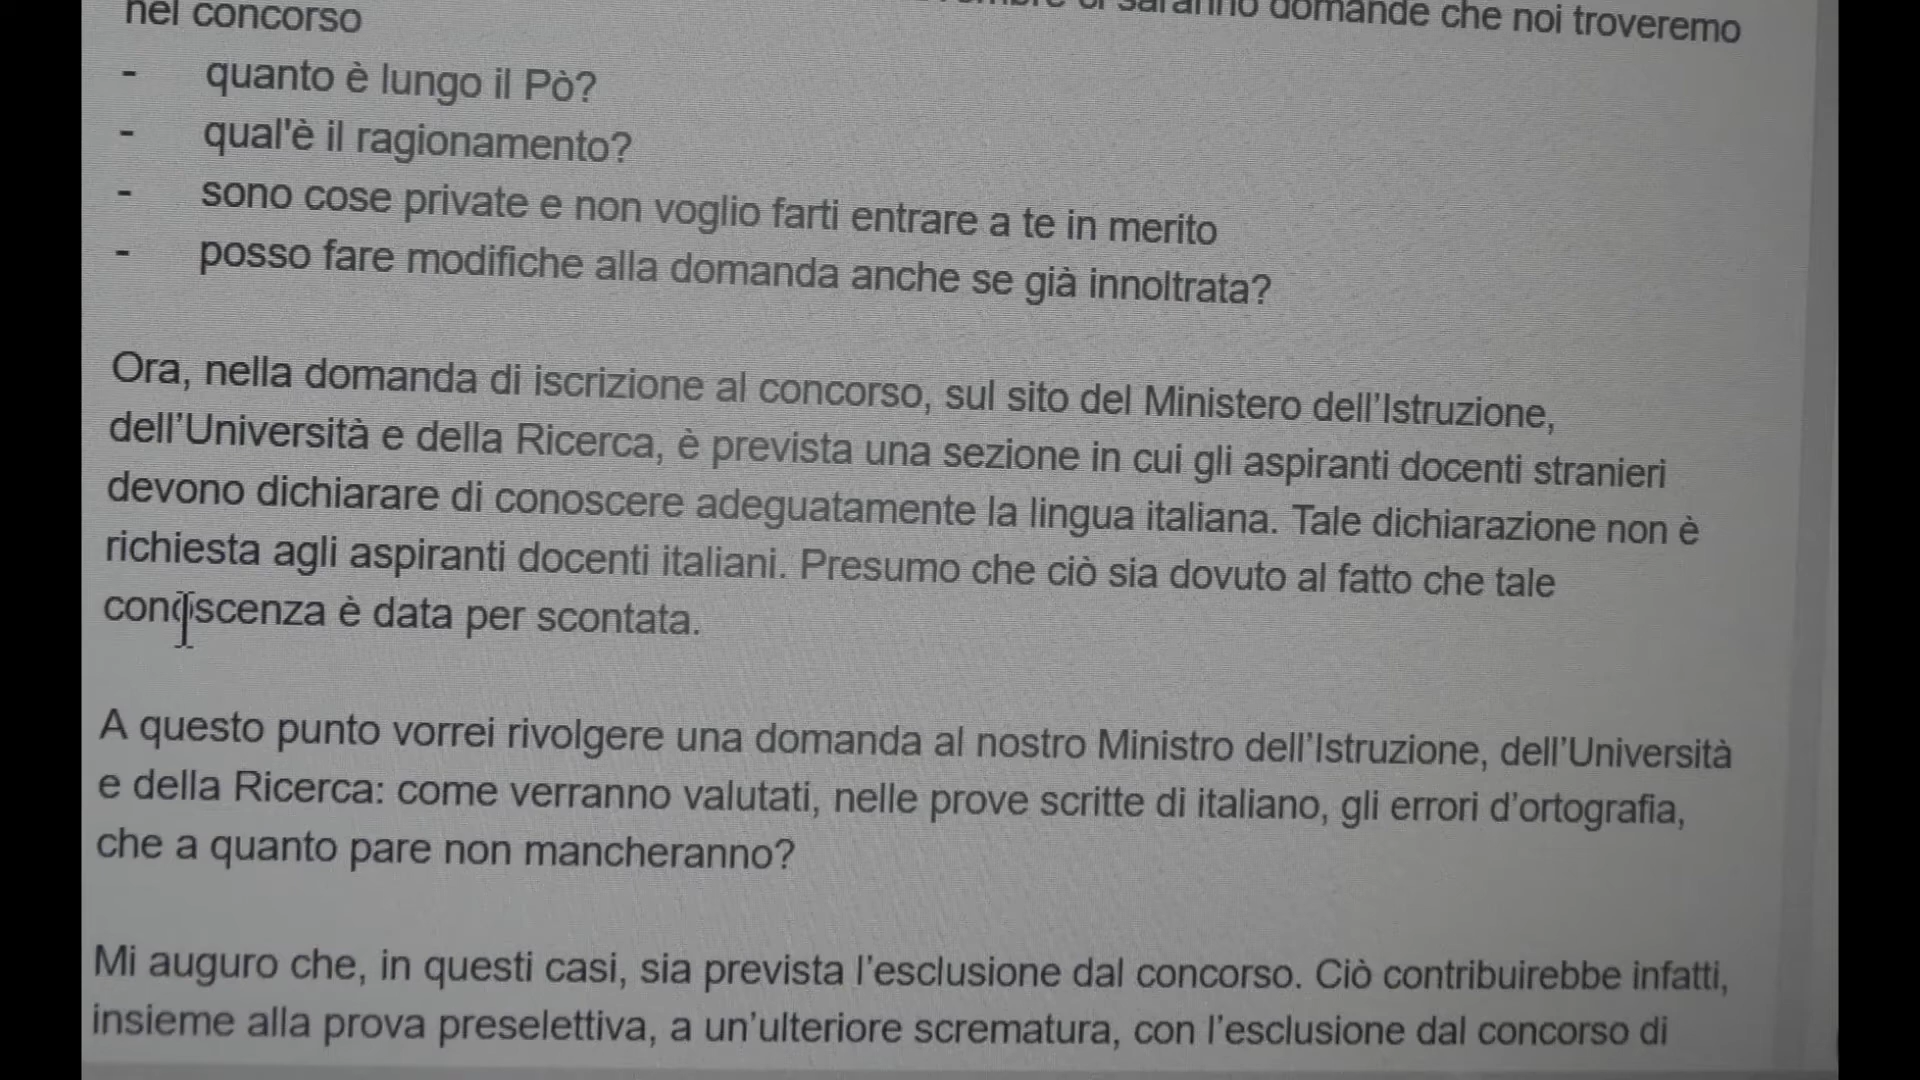 ci saranno domande che noi troveremo
nel concorso
- quanto è lungo il Pò?
- qual'è il ragionamento?
- sono cose private e non voglio farti entrare a te in merito
- posso fare modifiche alla domanda anche se già innoltrata?
Ora, nella domanda di iscrizione al concorso, sul sito del Ministero dell'Istruzione,
dell'Università e della Ricerca, è prevista una sezione in cui gli aspiranti docenti stranieri
devono dichiarare di conoscere adeguatamente la lingua italiana. Tale dichiarazione non è
richiesta agli aspiranti docenti italiani. Presumo che ciò sia dovuto al fatto che tale
conoscenza è data per scontata.
A questo punto vorrei rivolgere una domanda al nostro Ministro dell'Istruzione, dell'Università
e della Ricerca: come verranno valutati, nelle prove scritte di italiano, gli errori d'ortografia,
che a quanto pare non mancheranno?
Mi auguro che, in questi casi, sia prevista l'esclusione dal concorso. Ciò contribuirebbe infatti,
insieme alla prova preselettiva, a un'ulteriore scrematura, con l'esclusione dal concorso di